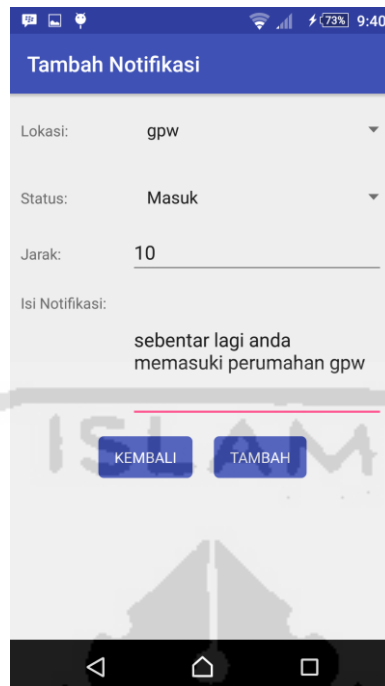 73% 9:40
Tambah Notifikasi
Lokasi: gpw
Status: Masuk
Jarak: 10
Isi Notifikasi:
sebentar lagi anda
memasuki perumahan gpw
ISLAM
KEMBALI TAMBAH